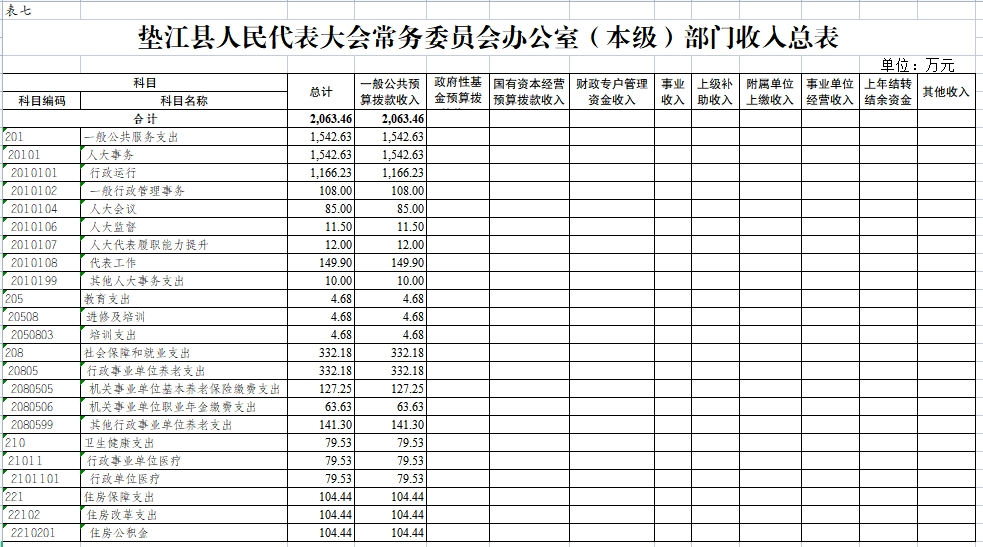 表七
垫江县人民代表大会常务委员会办公室（本级）部门收入总表
单位：万元
科目 总计 一般公共预算拨款收入 政府性基金预算拨 国有资本经营预算拨款收入 财政专户管理资金收入 事业收入 上级补助收入 附属单位上缴收入 事业单位经营收入 上年结转结余资金 其他收入
科目编码 科目名称
合计 2,063.46 2,063.46
201 一般公共服务支出 1,542.63 1,542.63
20101 人大事务 1,542.63 1,542.63
2010101 行政运行 1,166.23 1,166.23
2010102 一般行政管理事务 108.00 108.00
2010104 人大会议 85.00 85.00
2010106 人大监督 11.50 11.50
2010107 人大代表履职能力提升 12.00 12.00
2010108 代表工作 149.90 149.90
2010199 其他人大事务支出 10.00 10.00
205 教育支出 4.68 4.68
20508 进修及培训 4.68 4.68
2050803 培训支出 4.68 4.68
208 社会保障和就业支出 332.18 332.18
20805 行政事业单位养老支出 332.18 332.18
2080505 机关事业单位基本养老保险缴费支出 127.25 127.25
2080506 机关事业单位职业年金缴费支出 63.63 63.63
2080599 其他行政事业单位养老支出 141.30 141.30
210 卫生健康支出 79.53 79.53
21011 行政事业单位医疗 79.53 79.53
2101101 行政单位医疗 79.53 79.53
221 住房保障支出 104.44 104.44
22102 住房改革支出 104.44 104.44
2210201 住房公积金 104.44 104.44